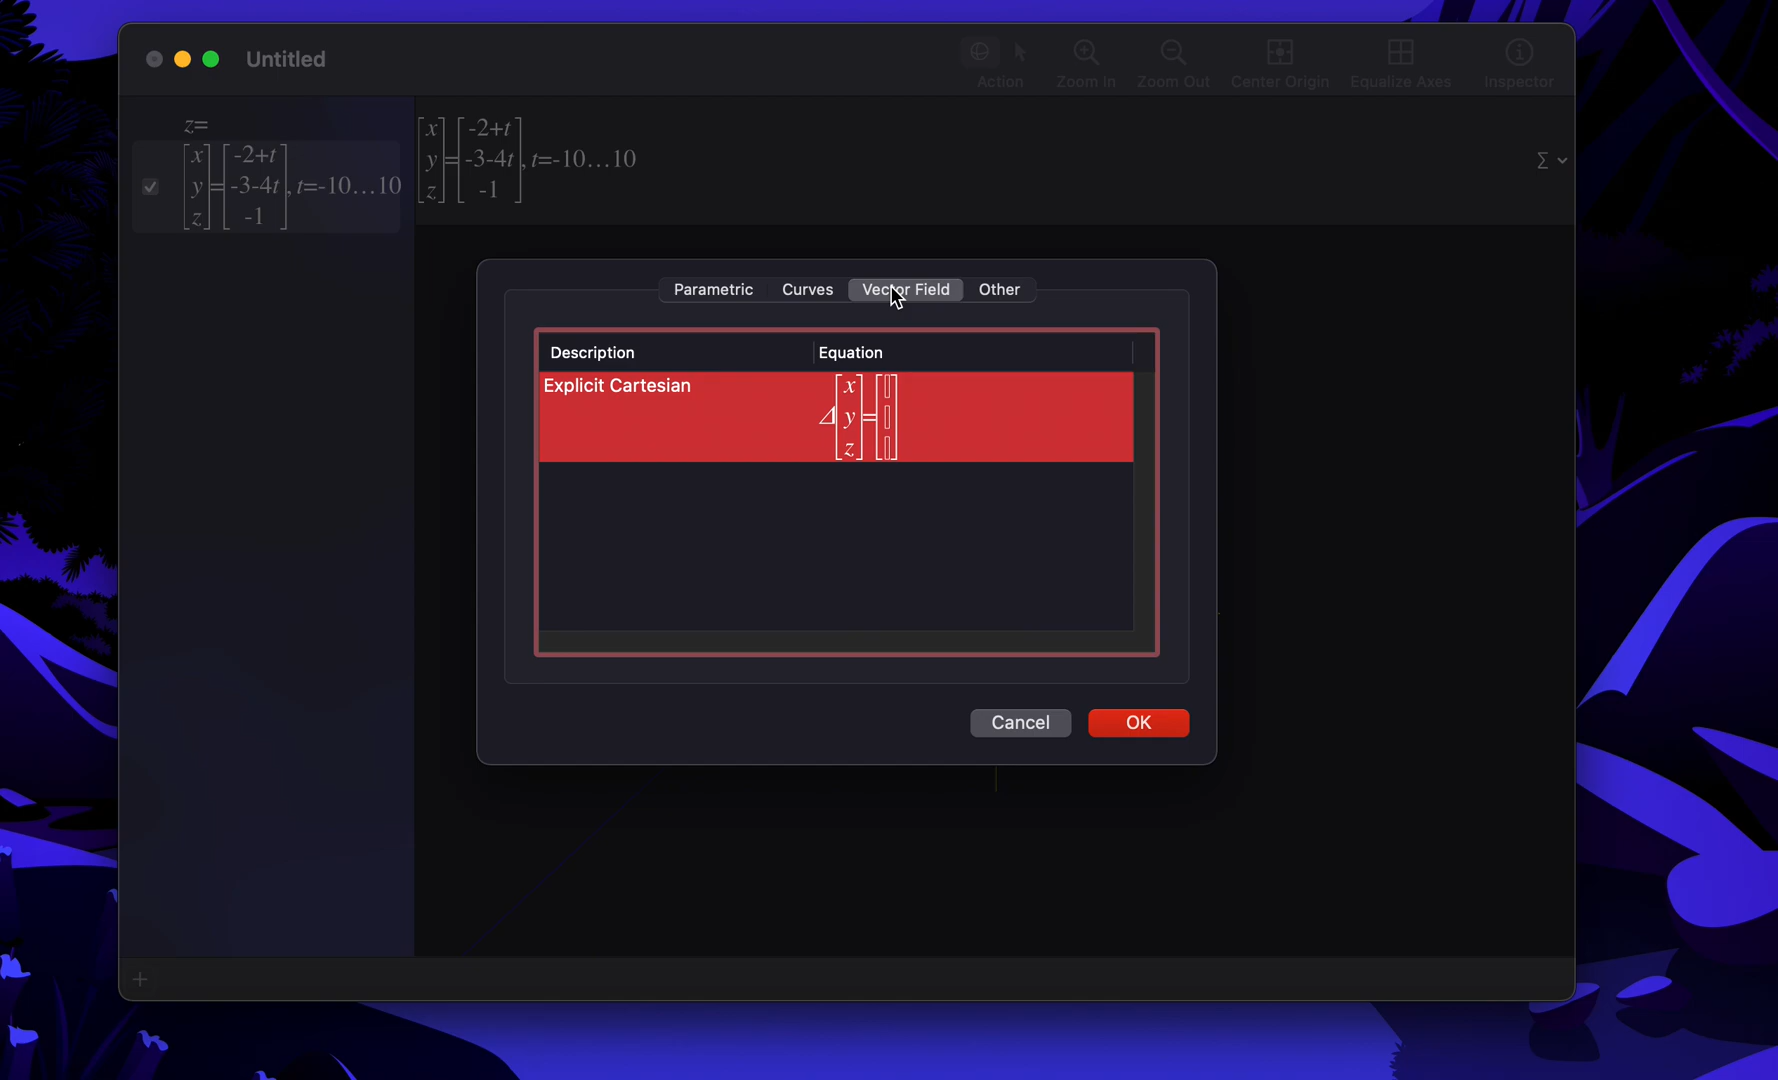 Untitled
Action Zoom In Zoom Out Center Origin Equalize Axes Inspector
z=
[x y z]=[-2+t -3-4t -1], t=-10...10
[x y z]=[-2+t -3-4t -1], t=-10...10
Σ
Parametric Curves Vector Field Other
Description Equation
Explicit Cartesian Δ[x y z]=[▯ ▯ ▯]
Cancel OK